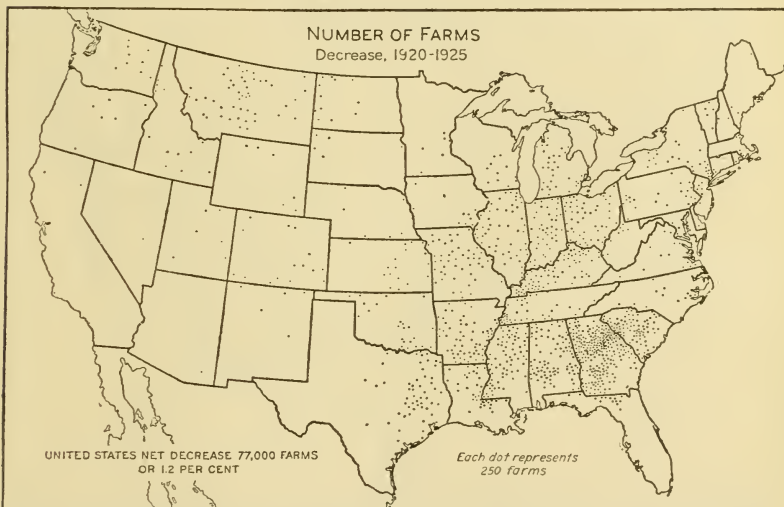 NUMBER OF FARMS
Decrease, 1920-1925
UNITED STATES NET DECREASE 77,000 FARMS
OR 1.2 PER CENT
Each dot represents
250 farms